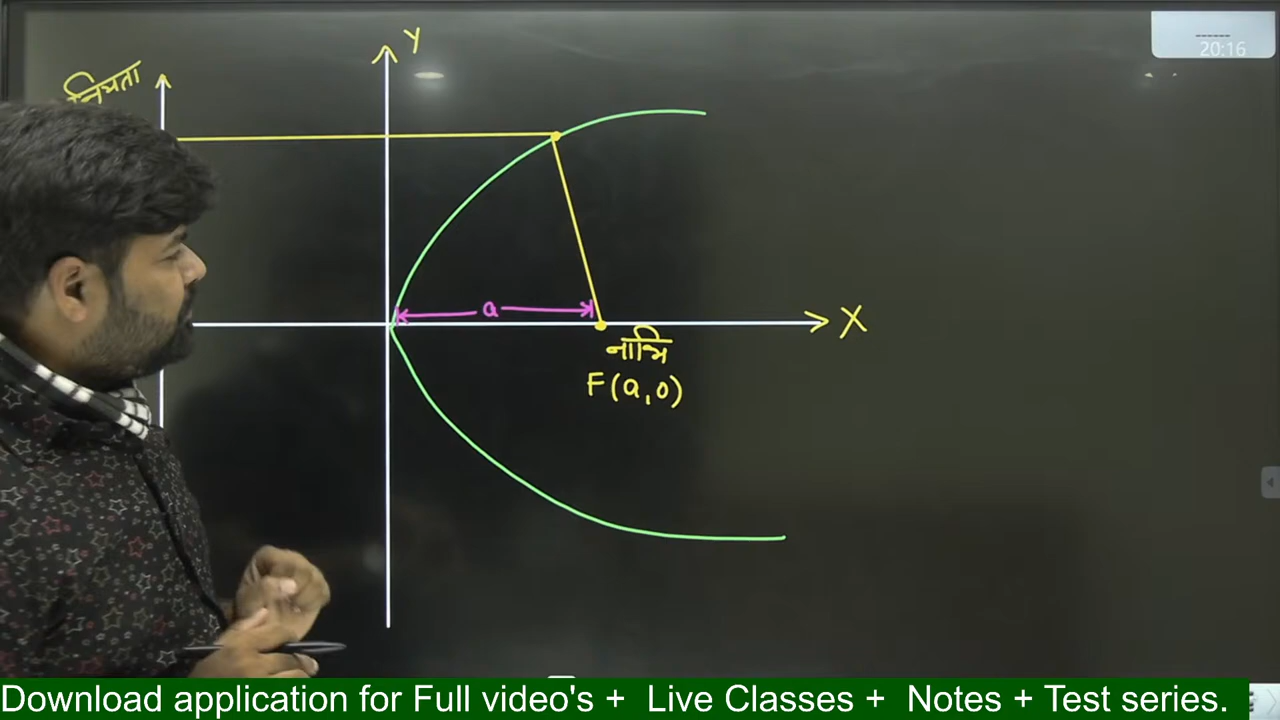 20:16
Y
नियता
a
X
नाभि
F(a,0)
Download application for Full video's + Live Classes + Notes + Test series.